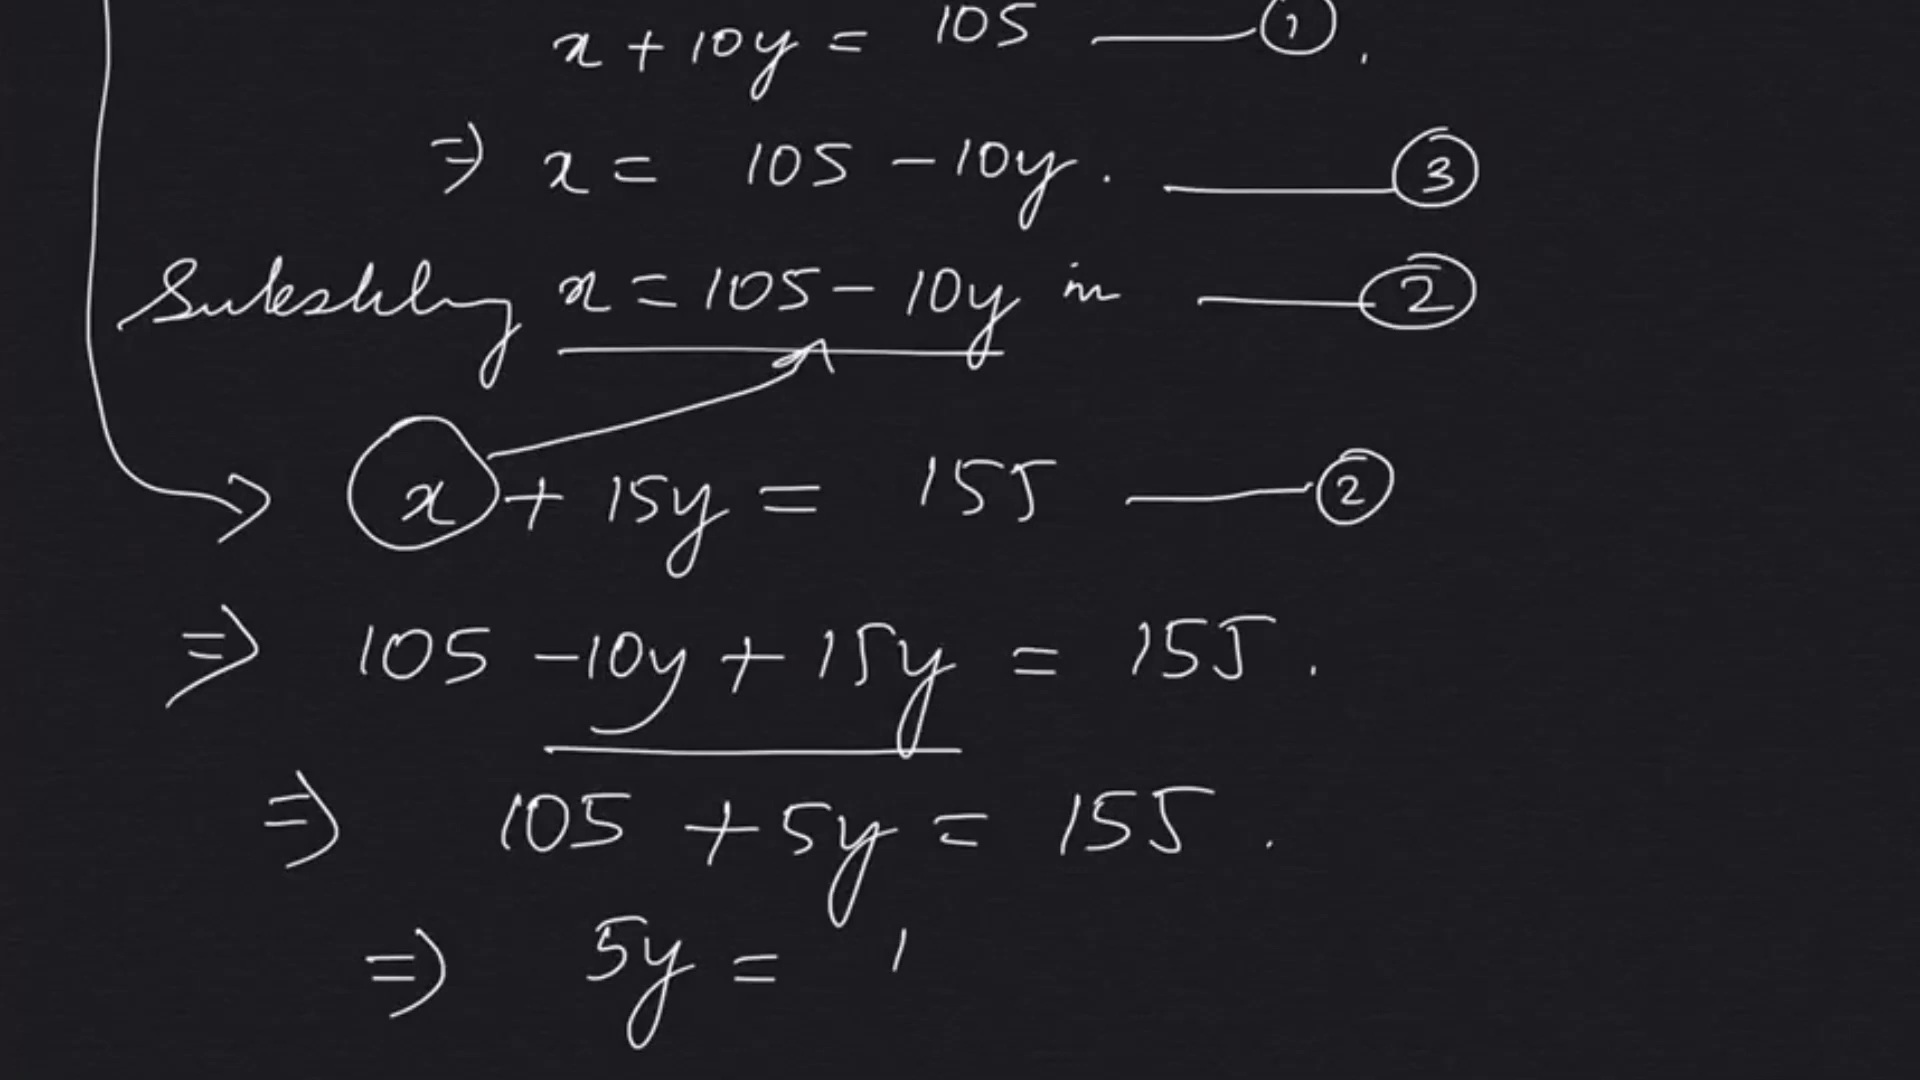 x + 10y = 105 —— ①.
⇒ x = 105 - 10y. —— ③
x = 105 - 10y in —— ②
x + 15y = 155 —— ②
⇒ 105 - 10y + 15y = 155.
⇒ 105 + 5y = 155.
⇒ 5y = 1